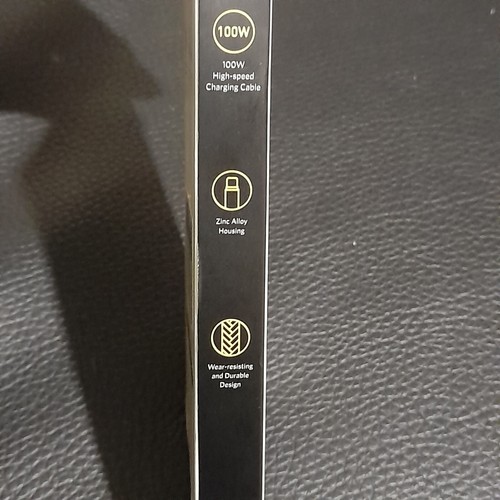 100W
100W
High-speed
Charging Cable
Zinc Alloy
Housing
Wear-resisting
and Durable
Design